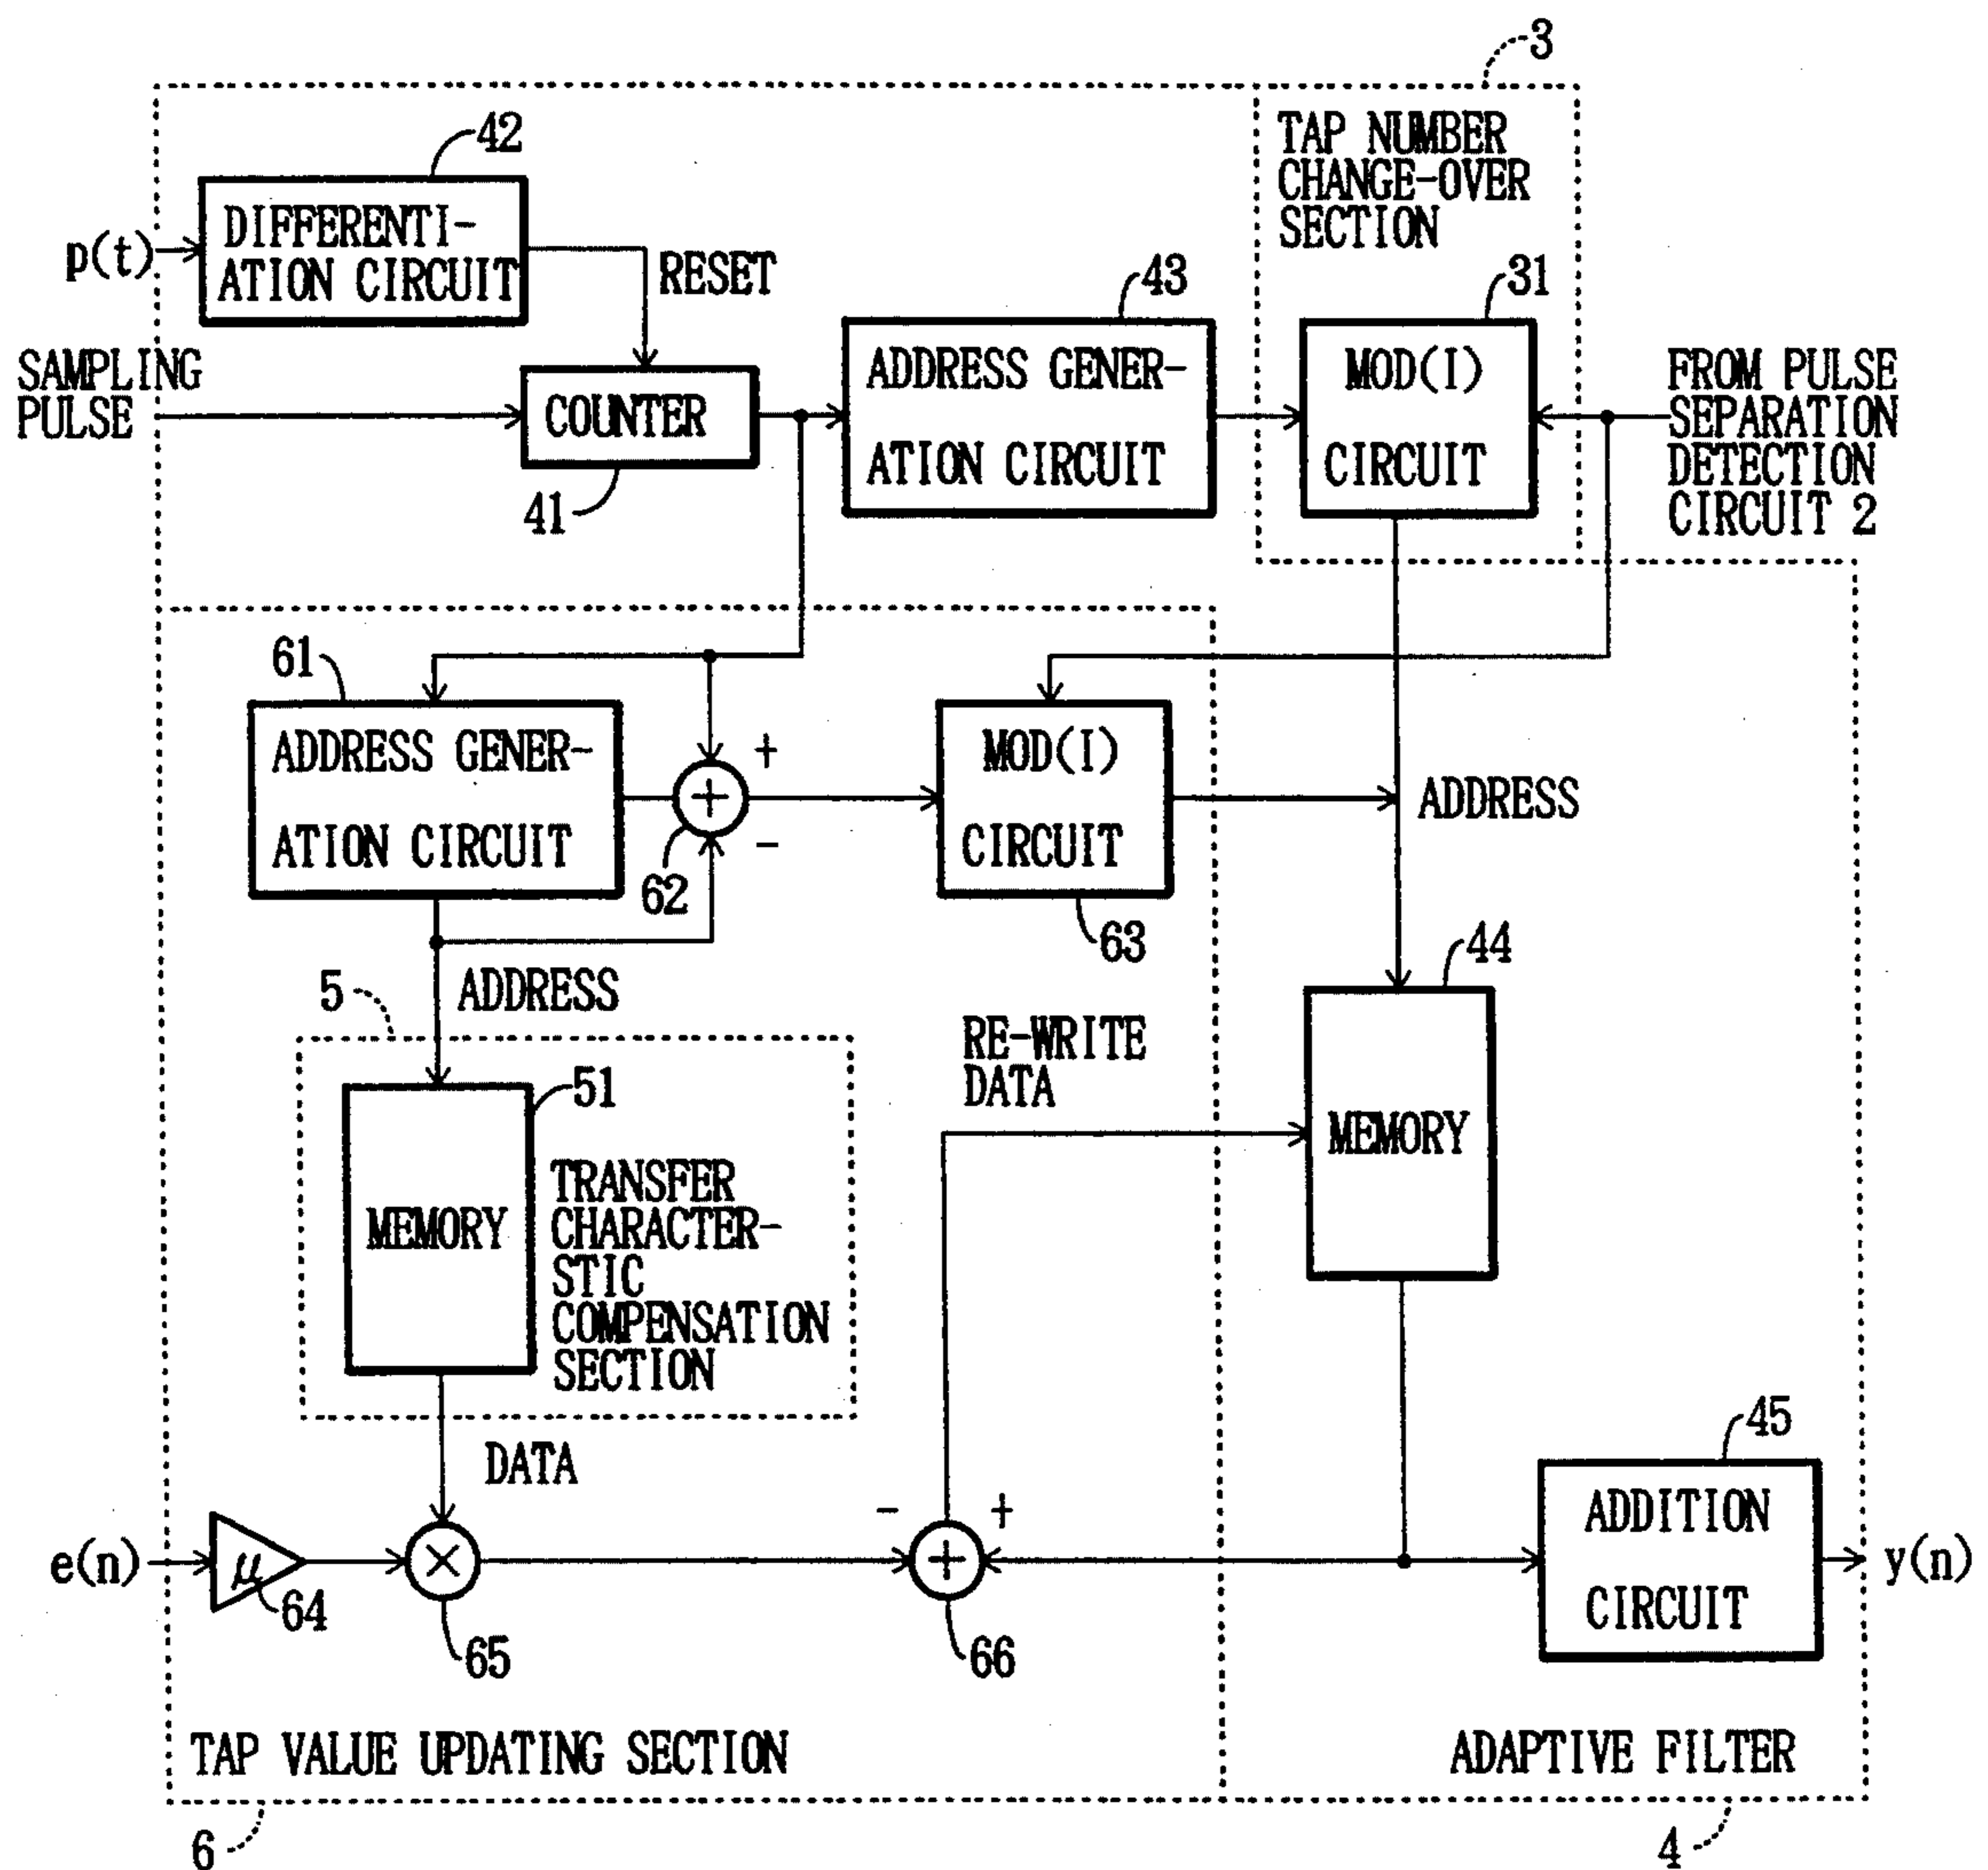 3
TAP NUMBER
CHANGE-OVER
SECTION
42
DIFFERENTI-
ATION CIRCUIT
p(t)
RESET
43
31
SAMPLING
PULSE
COUNTER
41
ADDRESS GENER-
ATION CIRCUIT
MOD(I)
CIRCUIT
FROM PULSE
SEPARATION
DETECTION
CIRCUIT 2
61
ADDRESS GENER-
ATION CIRCUIT
+
+
-
62
MOD(I)
CIRCUIT
63
ADDRESS
44
5
ADDRESS
RE-WRITE
DATA
51
MEMORY
MEMORY
TRANSFER
CHARACTER-
STIC
COMPENSATION
SECTION
DATA
45
ADDITION
CIRCUIT
e(n)
μ
64
×
65
-
+
+
66
y(n)
TAP VALUE UPDATING SECTION
ADAPTIVE FILTER
6
4